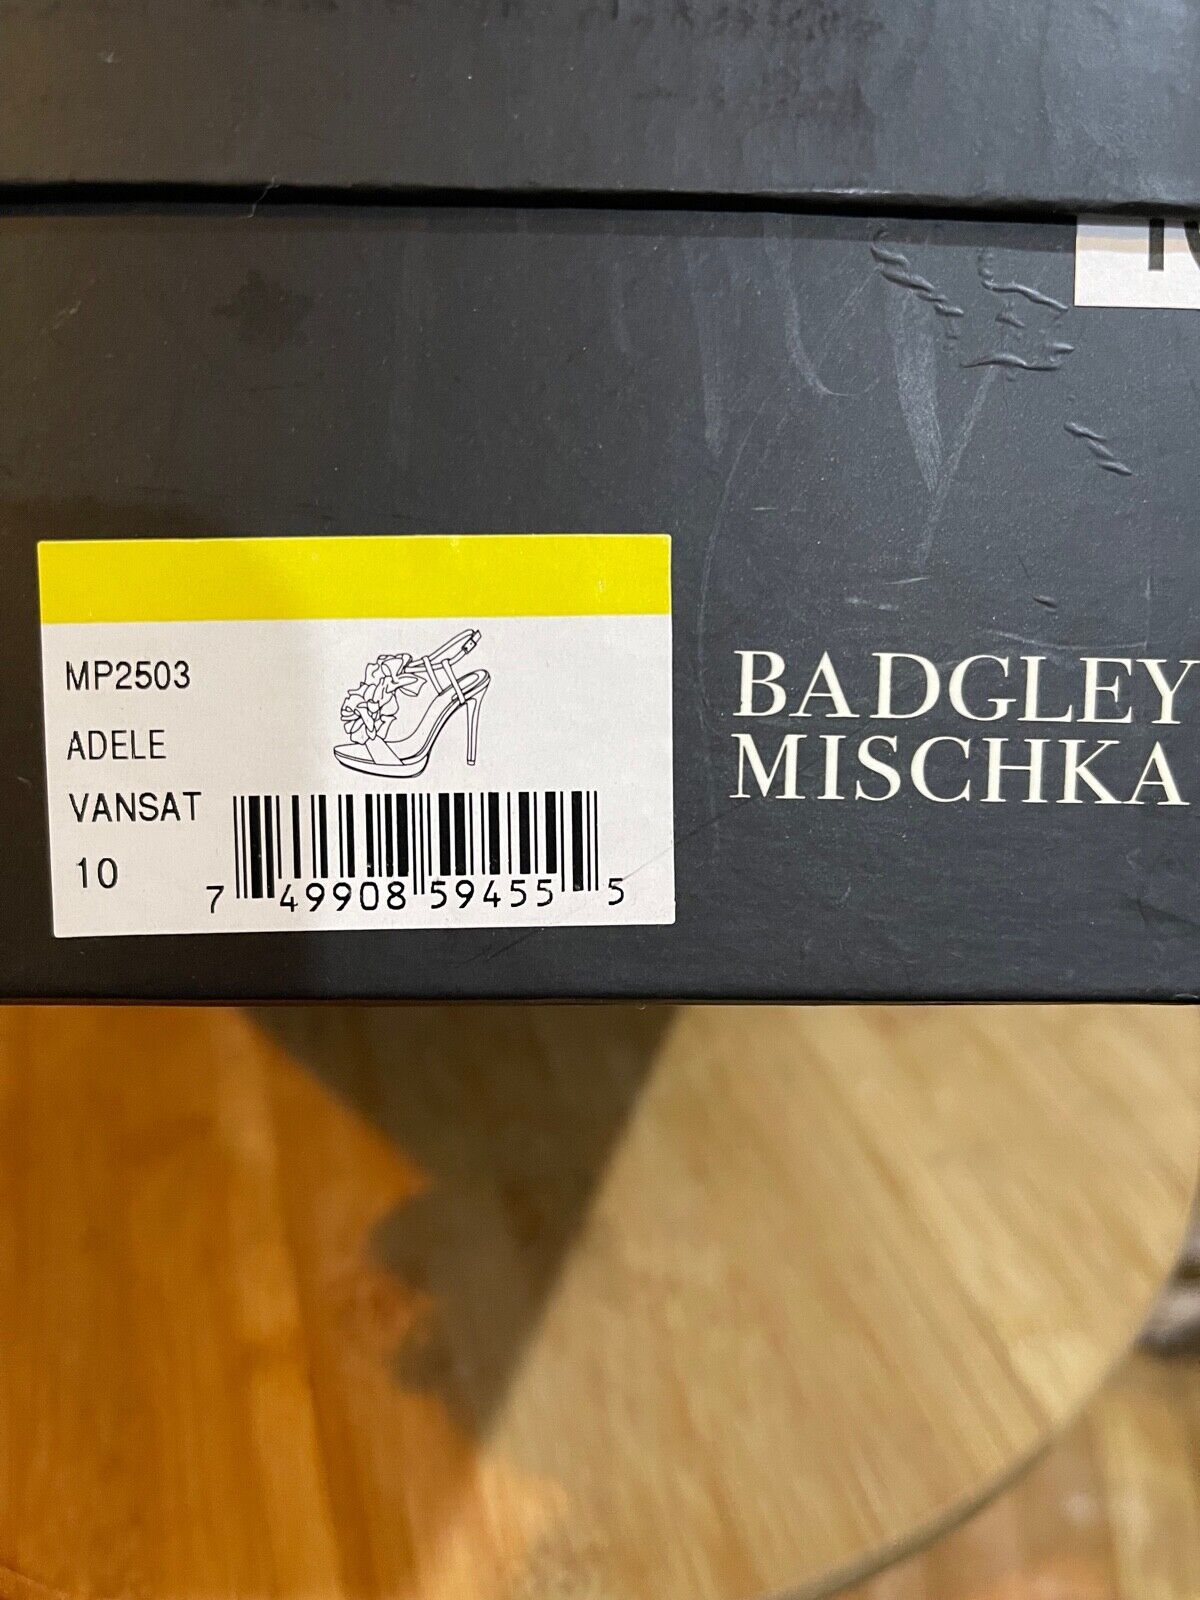 MP2503
ADELE
VANSAT
10
7 49908 59455 5
BADGLEY
MISCHKA